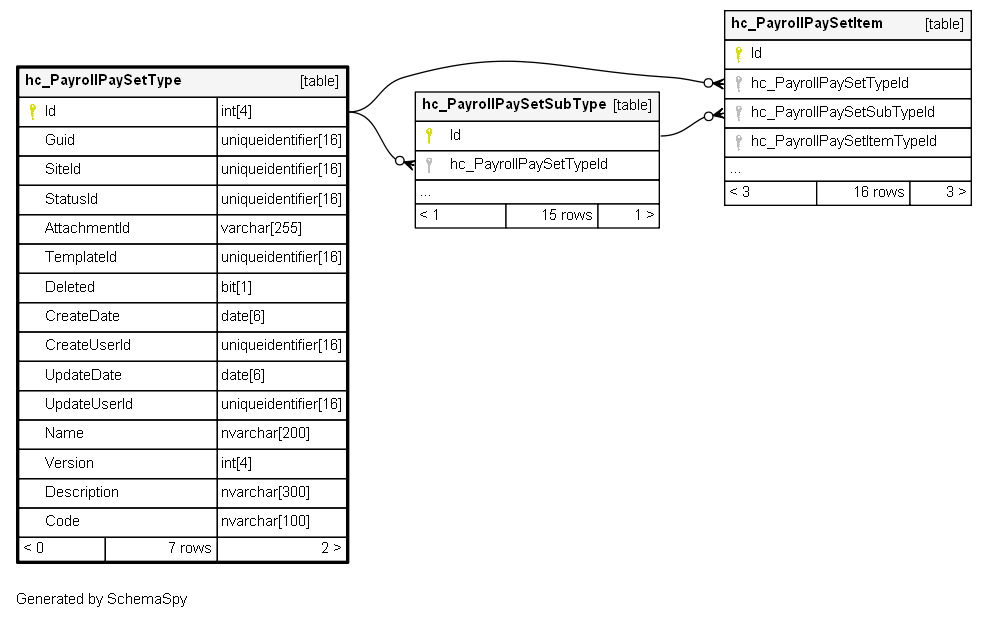 hc_PayrollPaySetType [table]
Id int[4]
Guid uniqueidentifier[16]
SiteId uniqueidentifier[16]
StatusId uniqueidentifier[16]
AttachmentId varchar[255]
TemplateId uniqueidentifier[16]
Deleted bit[1]
CreateDate date[6]
CreateUserId uniqueidentifier[16]
UpdateDate date[6]
UpdateUserId uniqueidentifier[16]
Name nvarchar[200]
Version int[4]
Description nvarchar[300]
Code nvarchar[100]
< 0 7 rows 2 >
hc_PayrollPaySetSubType [table]
Id
hc_PayrollPaySetTypeId
...
< 1 15 rows 1 >
hc_PayrollPaySetItem [table]
Id
hc_PayrollPaySetTypeId
hc_PayrollPaySetSubTypeId
hc_PayrollPaySetItemTypeId
...
< 3 16 rows 3 >
Generated by SchemaSpy